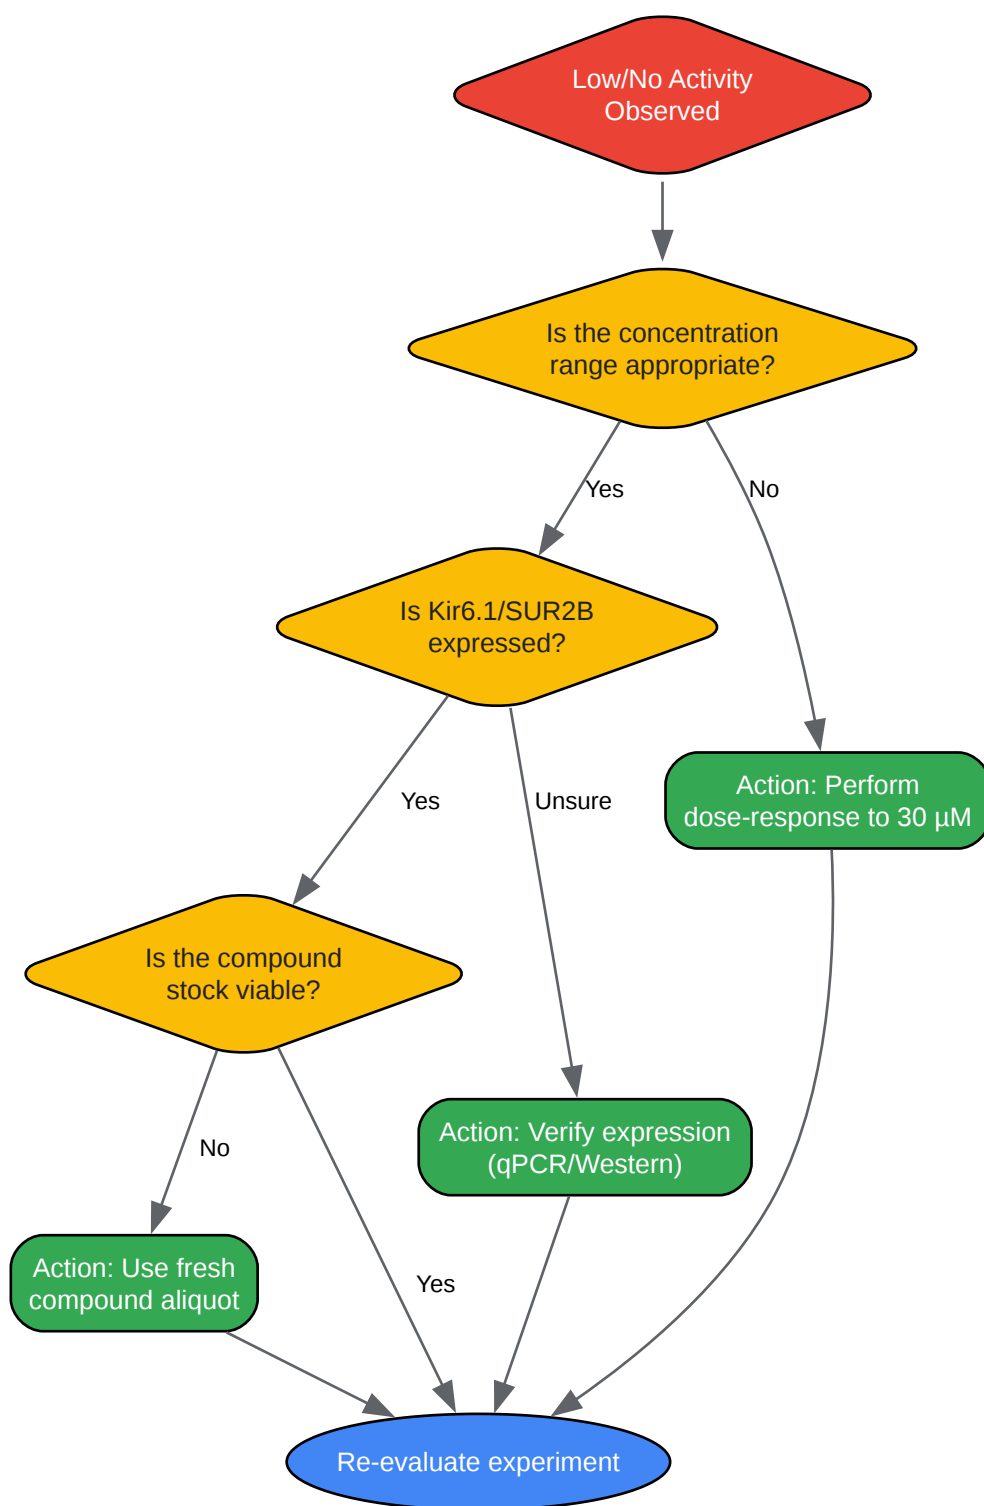 Low/No Activity
Observed
Is the concentration
range appropriate?
Yes
No
Is Kir6.1/SUR2B
expressed?
Action: Perform
dose-response to 30 µM
Yes
Unsure
Is the compound
stock viable?
Action: Verify expression
(qPCR/Western)
No
Action: Use fresh
compound aliquot
Yes
Re-evaluate experiment